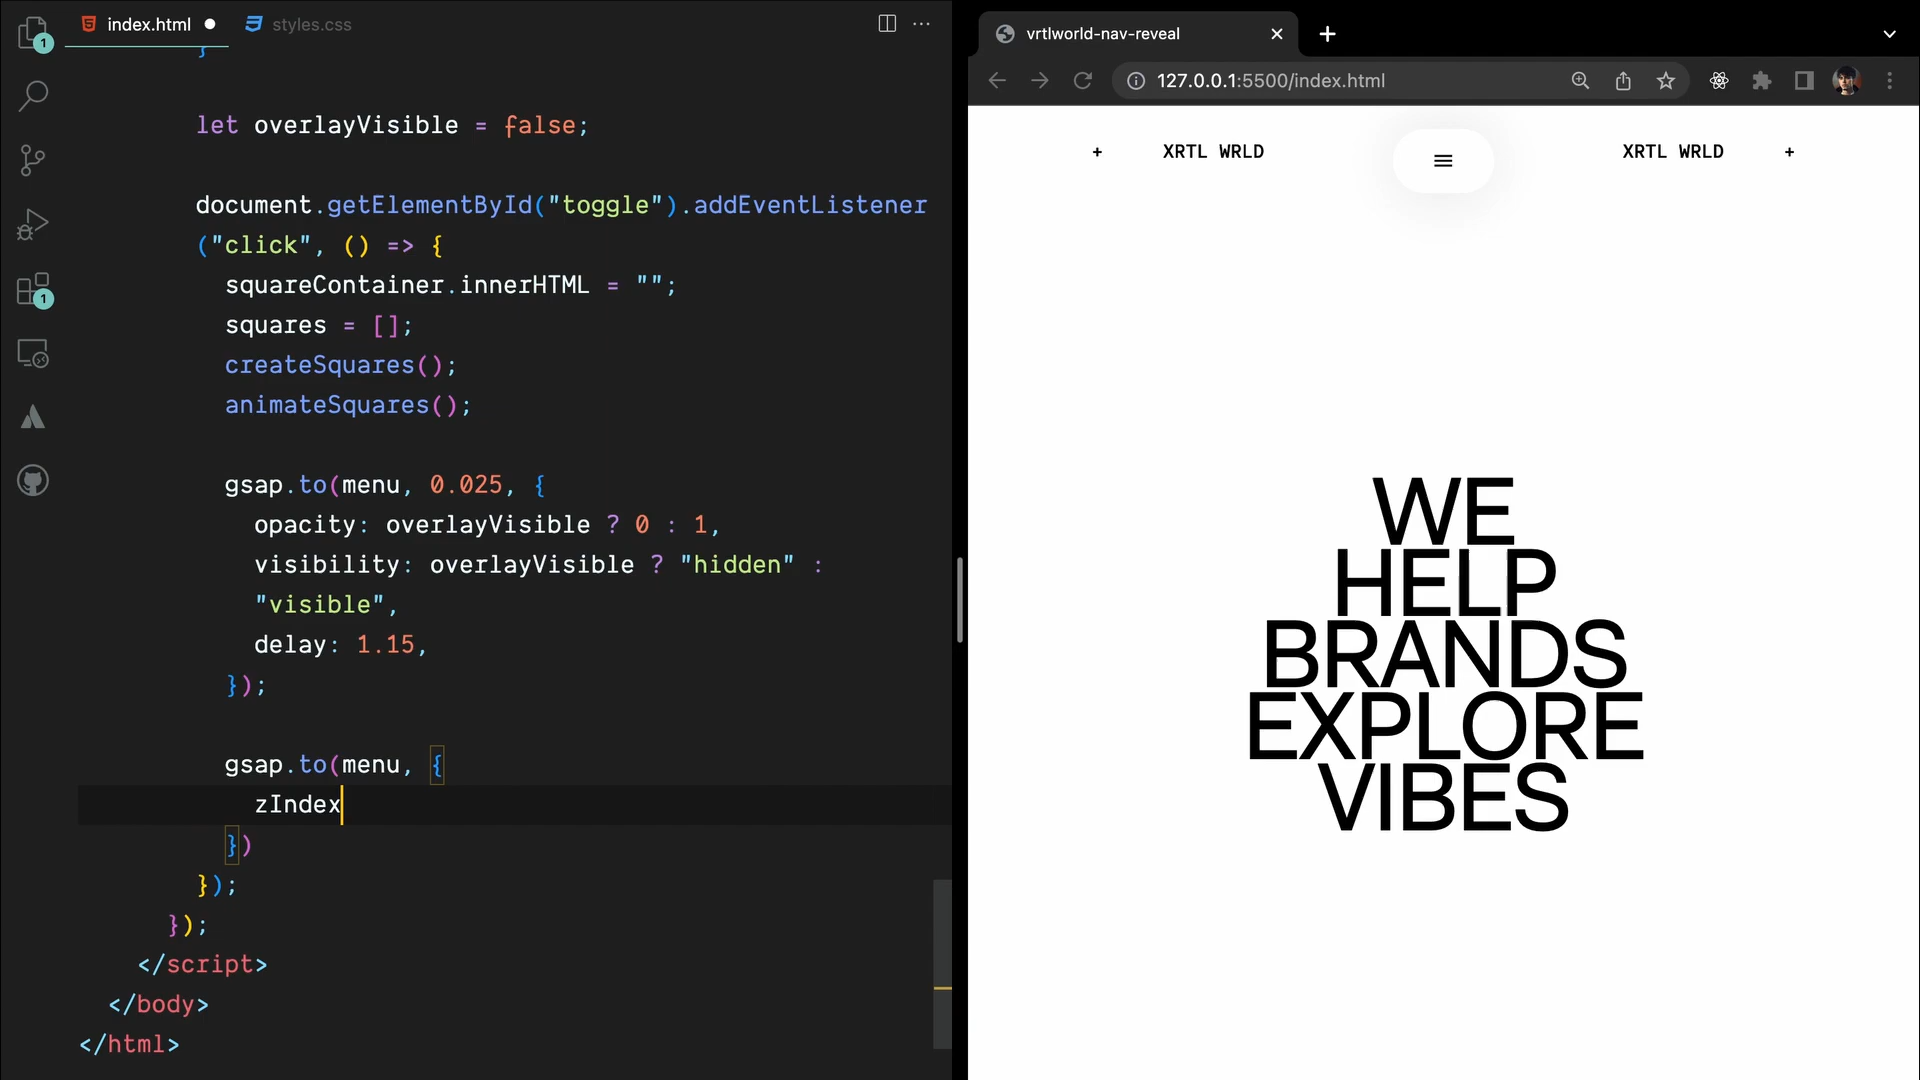 index.html
styles.css
}
let overlayVisible = false;
document.getElementById("toggle").addEventListener
("click", () => {
squareContainer.innerHTML = "";
squares = [];
createSquares();
animateSquares();
gsap.to(menu, 0.025, {
opacity: overlayVisible ? 0 : 1,
visibility: overlayVisible ? "hidden" :
"visible",
delay: 1.15,
});
gsap.to(menu, {
zIndex
})
});
});
</script>
</body>
</html>
1
1
vrtlworld-nav-reveal
127.0.0.1:5500/index.html
+ XRTL WRLD XRTL WRLD +
WE
HELP
BRANDS
EXPLORE
VIBES